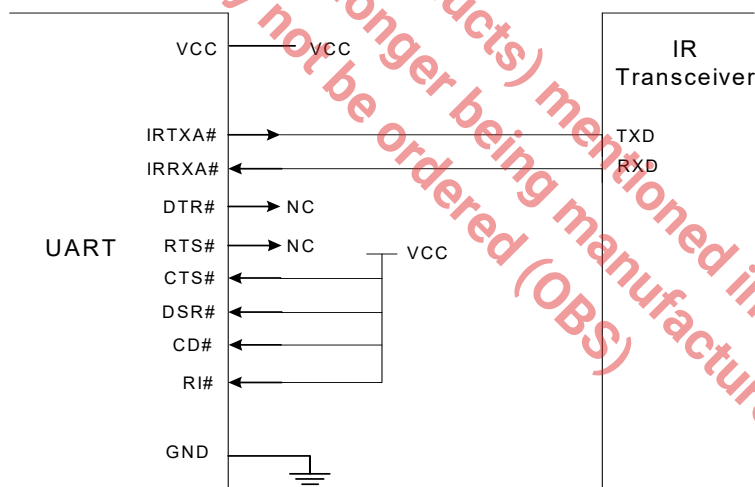 VCC
VCC
IR
Transceiver
IRTXA#
TXD
IRRXA#
RXD
DTR#
NC
UART
RTS#
NC
VCC
CTS#
DSR#
CD#
RI#
GND
ucts) mentioned in
longer being manufacture
not be ordered (OBS)